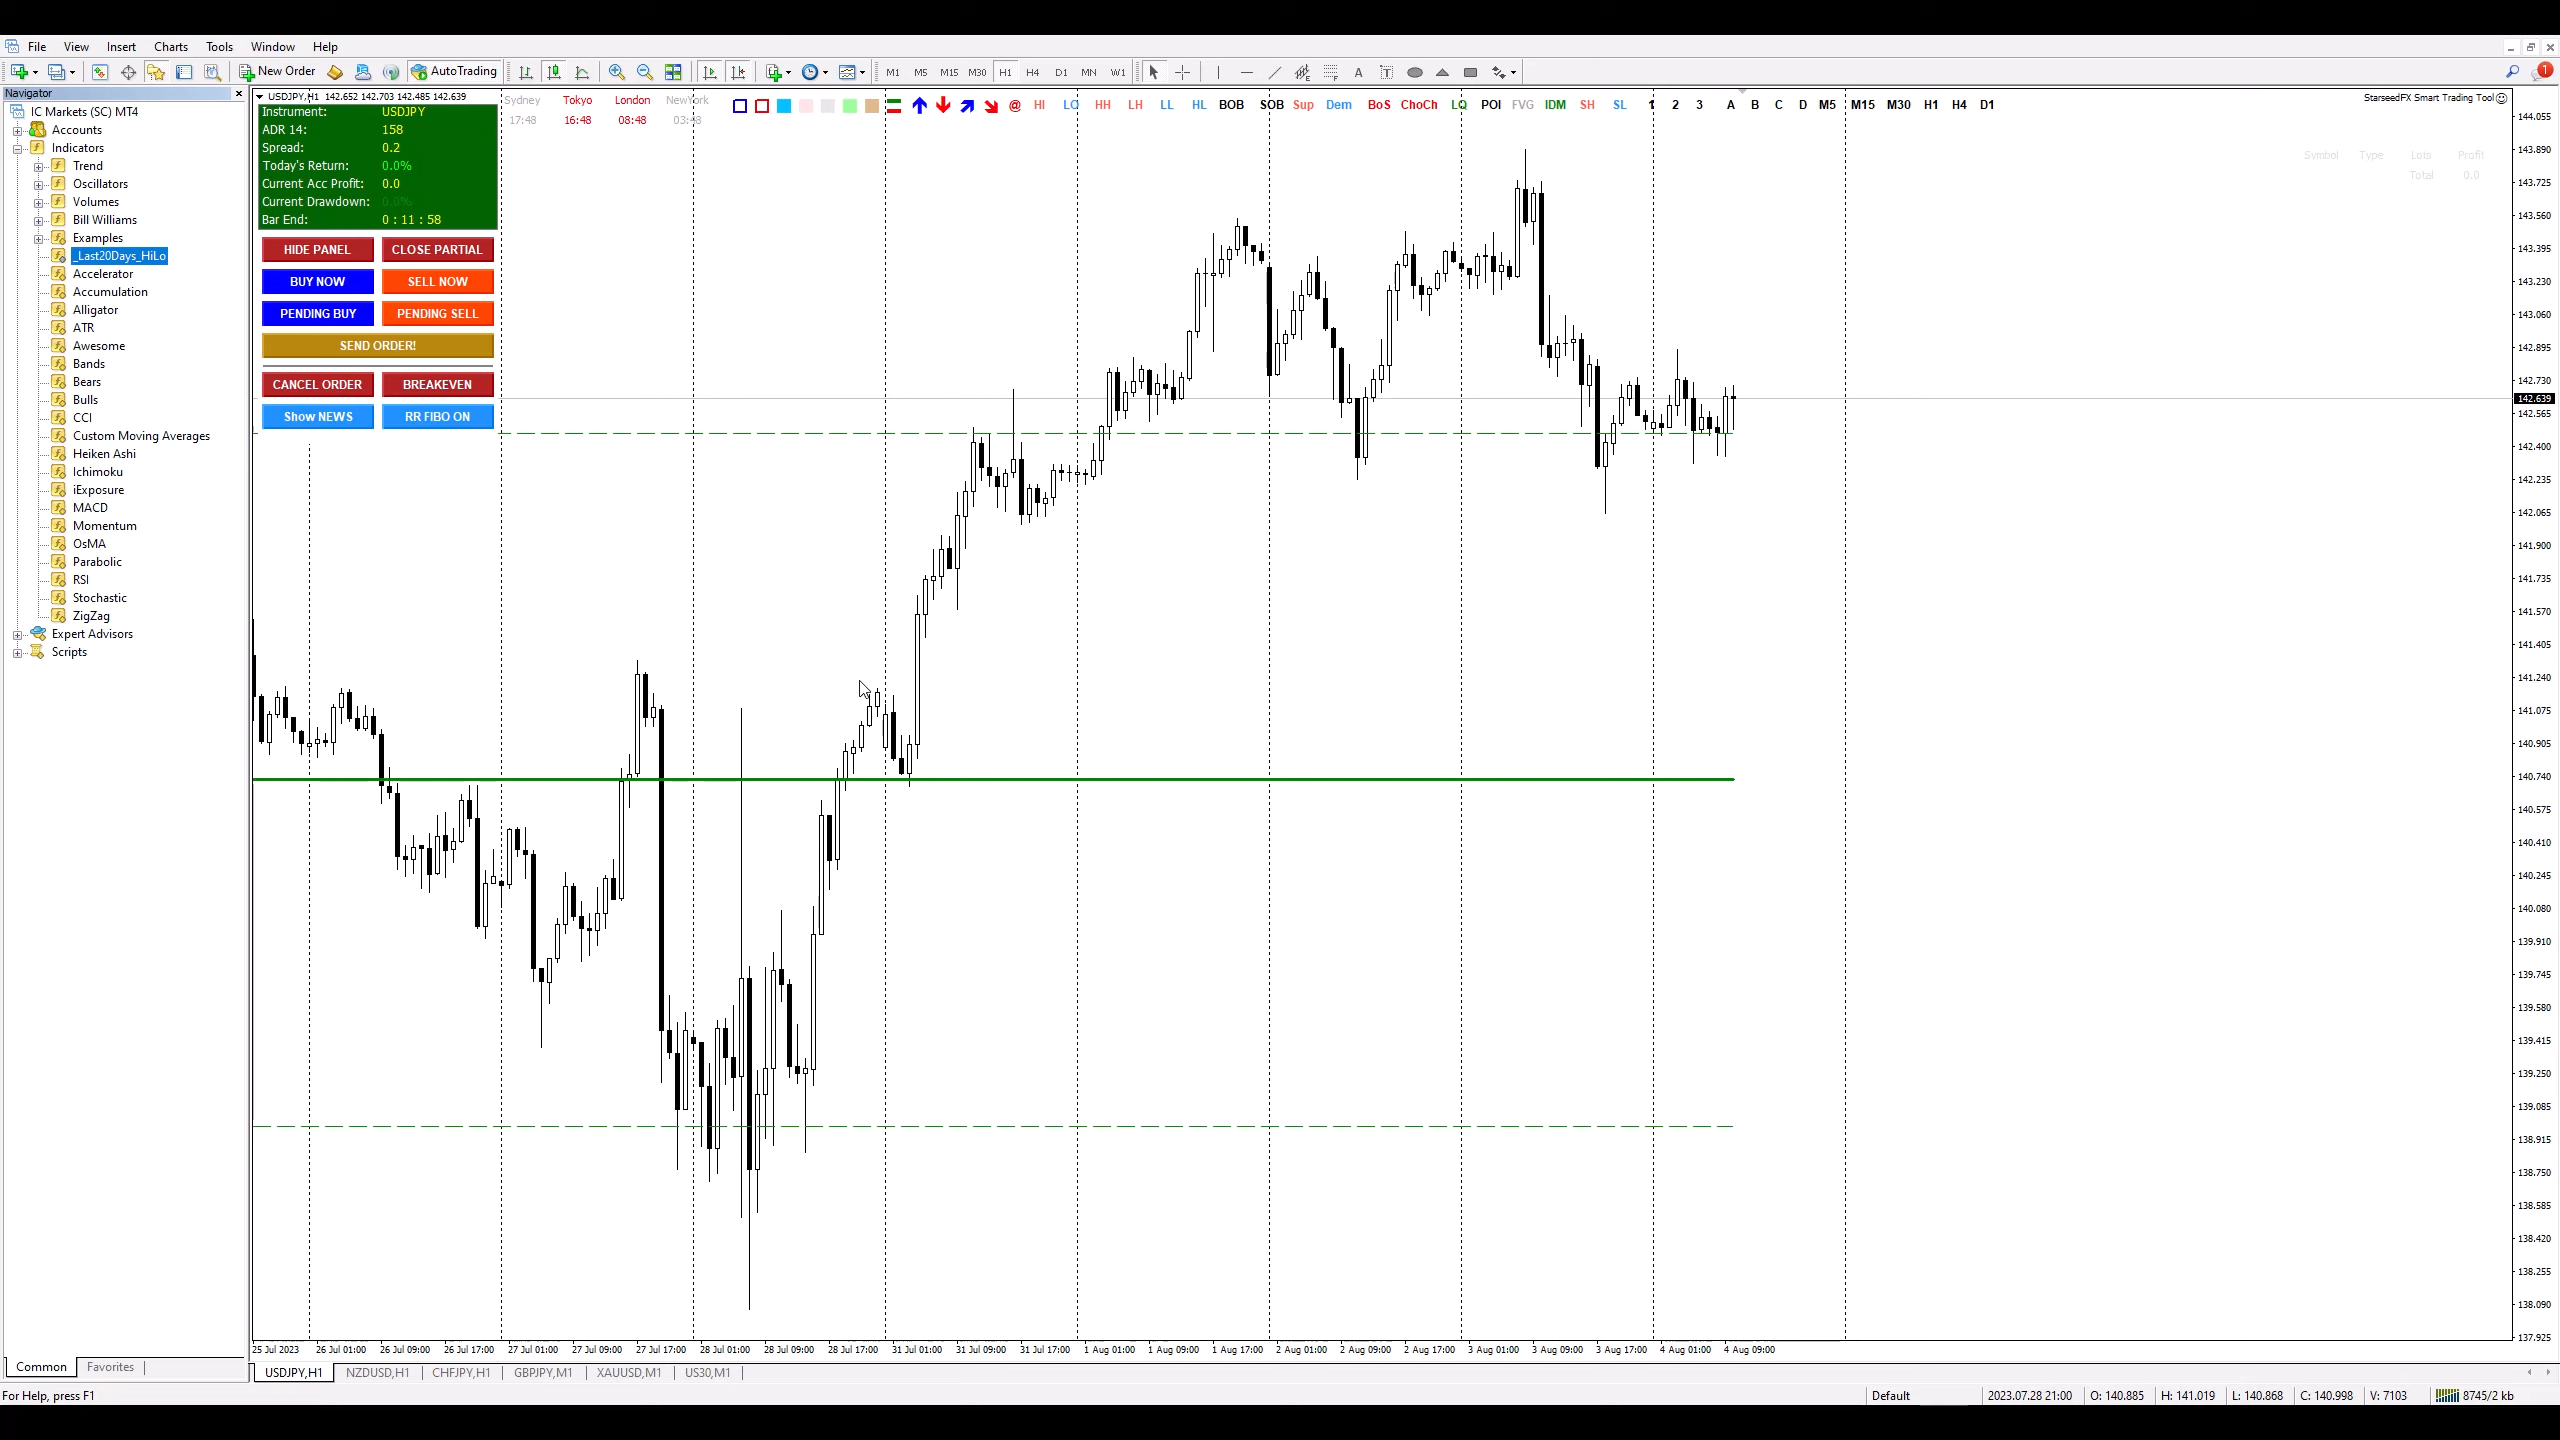 File View Insert Charts Tools Window Help
New Order AutoTrading M1 M5 M15 M30 H1 H4 D1 MN W1 A T 1
Navigator
IC Markets (SC) MT4
Accounts
Indicators
Trend
Oscillators
Volumes
Bill Williams
Examples
_Last20Days_HiLo
Accelerator
Accumulation
Alligator
ATR
Awesome
Bands
Bears
Bulls
CCI
Custom Moving Averages
Heiken Ashi
Ichimoku
iExposure
MACD
Momentum
OsMA
Parabolic
RSI
Stochastic
ZigZag
Expert Advisors
Scripts
Common Favorites
USDJPY,H1 142.652 142.703 142.485 142.639
Instrument: USDJPY
ADR 14: 158
Spread: 0.2
Today's Return: 0.0%
Current Acc Profit: 0.0
Current Drawdown: 0.0%
Bar End: 0 : 11 : 58
HIDE PANEL CLOSE PARTIAL
BUY NOW SELL NOW
PENDING BUY PENDING SELL
SEND ORDER!
CANCEL ORDER BREAKEVEN
Show NEWS RR FIBO ON
Sydney Tokyo London NewYork
17:48 16:48 08:48 03:48
@ HI LO HH LH LL HL BOB SOB Sup Dem BoS ChoCh LQ POI FVG IDM SH SL 1 2 3 A B C D M5 M15 M30 H1 H4 D1
StarseedFX Smart Trading Tool
Symbol Type Lots Profit
Total 0.0
144.055
143.890
143.725
143.560
143.395
143.230
143.060
142.895
142.730
142.639
142.565
142.400
142.235
142.065
141.900
141.735
141.570
141.405
141.240
141.075
140.905
140.740
140.575
140.410
140.245
140.080
139.910
139.745
139.580
139.415
139.250
139.085
138.915
138.750
138.585
138.420
138.255
138.090
137.925
25 Jul 2023 26 Jul 01:00 26 Jul 09:00 26 Jul 17:00 27 Jul 01:00 27 Jul 09:00 27 Jul 17:00 28 Jul 01:00 28 Jul 09:00 28 Jul 17:00 31 Jul 01:00 31 Jul 09:00 31 Jul 17:00 1 Aug 01:00 1 Aug 09:00 1 Aug 17:00 2 Aug 01:00 2 Aug 09:00 2 Aug 17:00 3 Aug 01:00 3 Aug 09:00 3 Aug 17:00 4 Aug 01:00 4 Aug 09:00
USDJPY,H1 NZDUSD,H1 CHFJPY,H1 GBPJPY,M1 XAUUSD,M1 US30,M1
For Help, press F1 Default 2023.07.28 21:00 O: 140.885 H: 141.019 L: 140.868 C: 140.998 V: 7103 8745/2 kb